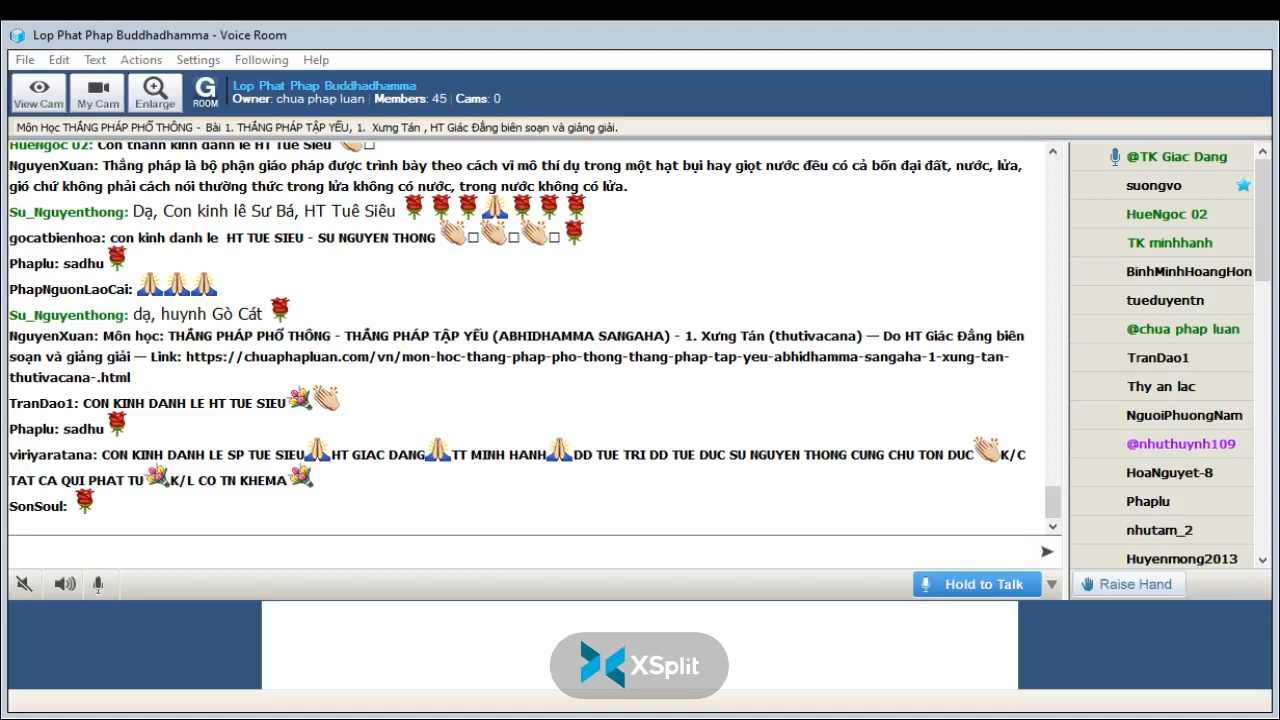 Lop Phat Phap Buddhadhamma - Voice Room
File Edit Text Actions Settings Following Help
View Cam My Cam Enlarge G ROOM
Lop Phat Phap Buddhadhamma
Owner: chua phap luan | Members: 45 | Cams: 0
Môn Học THẮNG PHÁP PHỔ THÔNG - Bài 1. THẮNG PHÁP TẬP YẾU, 1. Xưng Tán , HT Giác Đẳng biên soạn và giảng giải.
HueNgoc 02: Con thanh kinh danh le HT Tue Sieu
NguyenXuan: Thắng pháp là bộ phận giáo pháp được trình bày theo cách vĩ mô thí dụ trong một hạt bụi hay giọt nước đều có cả bốn đại đất, nước, lửa,
gió chứ không phải cách nói thường thức trong lửa không có nước, trong nước không có lửa.
Su_Nguyenthong: Dạ, Con kinh lê Sư Bá, HT Tuê Siêu
gocatbienhoa: con kinh danh le HT TUE SIEU - SU NGUYEN THONG
Phaplu: sadhu
PhapNguonLaoCai:
Su_Nguyenthong: dạ, huynh Gò Cát
NguyenXuan: Môn học: THẮNG PHÁP PHỔ THÔNG - THẮNG PHÁP TẬP YẾU (ABHIDHAMMA SANGAHA) - 1. Xưng Tán (thutivacana) — Do HT Giác Đẳng biên
soạn và giảng giải — Link: https://chuaphapluan.com/vn/mon-hoc-thang-phap-pho-thong-thang-phap-tap-yeu-abhidhamma-sangaha-1-xung-tan-
thutivacana-.html
TranDao1: CON KINH DANH LE HT TUE SIEU
Phaplu: sadhu
viriyaratana: CON KINH DANH LE SP TUE SIEU HT GIAC DANG TT MINH HANH DD TUE TRI DD TUE DUC SU NGUYEN THONG CUNG CHU TON DUC K/C
TAT CA QUI PHAT TU K/L CO TN KHEMA
SonSoul:
@TK Giac Dang
suongvo
HueNgoc 02
TK minhhanh
BinhMinhHoangHon
tueduyentn
@chua phap luan
TranDao1
Thy an lac
NguoiPhuongNam
@nhuthuynh109
HoaNguyet-8
Phaplu
nhutam_2
Huyenmong2013
Hold to Talk
Raise Hand
XSplit